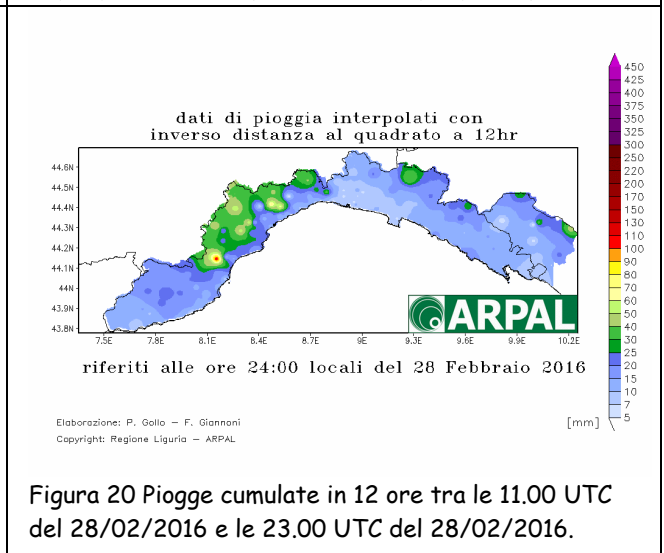 dati di pioggia interpolati con
inverso distanza al quadrato a 12hr
44.6N
44.5N
44.4N
44.3N
44.2N
44.1N
44N
43.9N
43.8N
7.5E 7.8E 8.1E 8.4E 8.7E 9E 9.3E 9.6E 9.9E 10.2E
ARPAL
450
425
400
375
350
325
300
250
220
200
170
150
130
110
100
90
80
70
60
50
40
30
25
20
15
10
7
5
[mm]
riferiti alle ore 24:00 locali del 28 Febbraio 2016
Elaborazione: P. Gollo – F. Giannoni
Copyright: Regione Liguria – ARPAL
Figura 20 Piogge cumulate in 12 ore tra le 11.00 UTC
del 28/02/2016 e le 23.00 UTC del 28/02/2016.